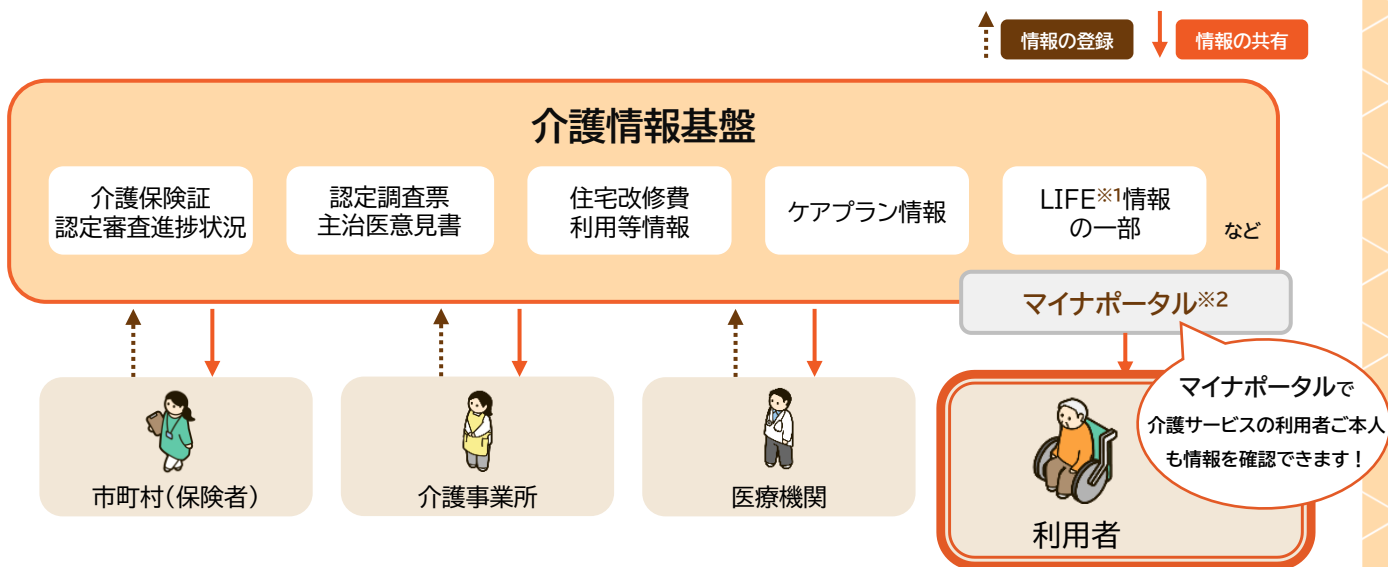 情報の登録
情報の共有
介護情報基盤
介護保険証
認定審査進捗状況
認定調査票
主治医意見書
住宅改修費
利用等情報
ケアプラン情報
LIFE※1情報
の一部
など
マイナポータル※2
マイナポータルで
介護サービスの利用者ご本人
も情報を確認できます！
市町村(保険者)
介護事業所
医療機関
利用者